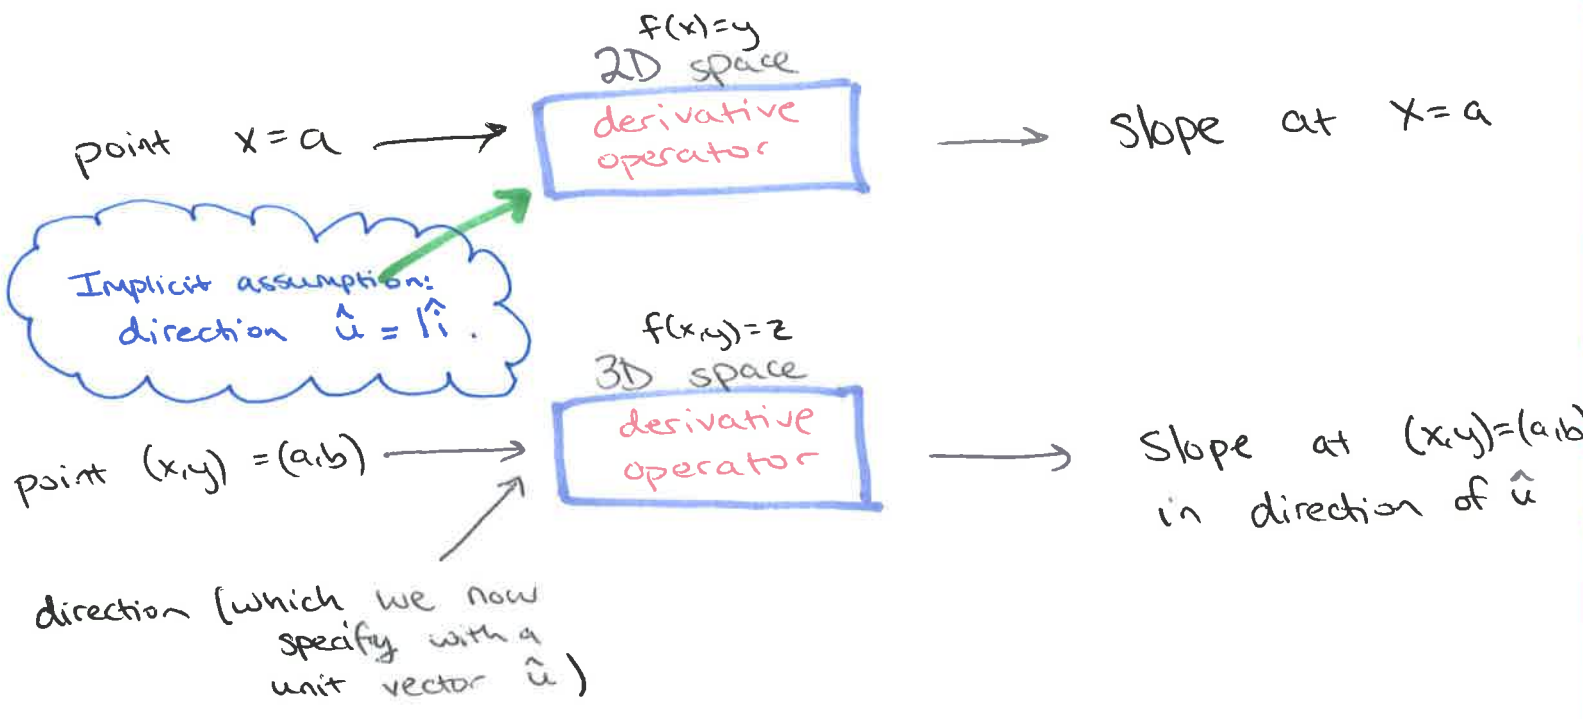 f(x)=y
2D space
point x=a
derivative
operator
slope at x=a
Implicit assumption:
direction û = 1î.
f(x,y)=z
3D space
point (x,y) =(a,b)
derivative
operator
Slope at (x,y)=(a,b)
in direction of û
direction (which we now
specify with a
unit vector û)